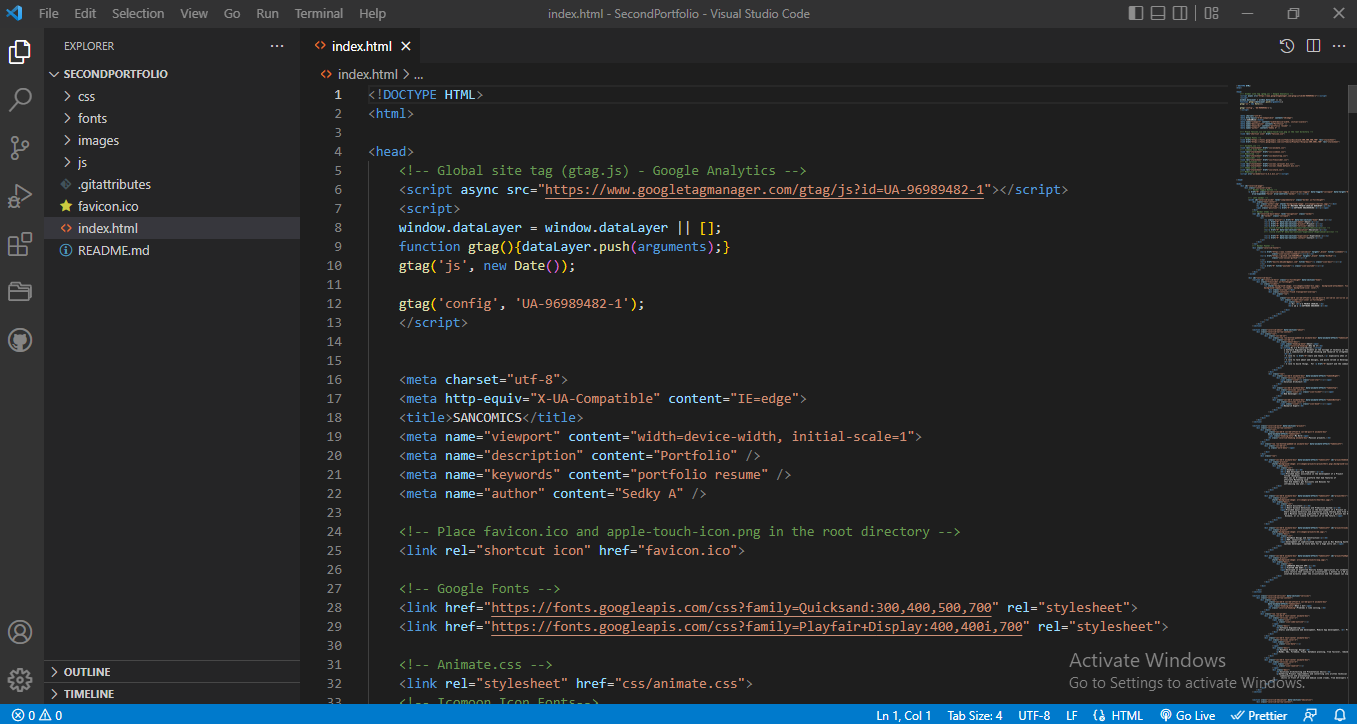 File Edit Selection View Go Run Terminal Help index.html - SecondPortfolio - Visual Studio Code
EXPLORER
SECONDPORTFOLIO
css
fonts
images
js
.gitattributes
favicon.ico
index.html
README.md
OUTLINE
TIMELINE
index.html
index.html > ...
1 <!DOCTYPE HTML>
2 <html>
3
4 <head>
5 <!-- Global site tag (gtag.js) - Google Analytics -->
6 <script async src="https://www.googletagmanager.com/gtag/js?id=UA-96989482-1"></script>
7 <script>
8 window.dataLayer = window.dataLayer || [];
9 function gtag(){dataLayer.push(arguments);}
10 gtag('js', new Date());
11
12 gtag('config', 'UA-96989482-1');
13 </script>
14
15
16 <meta charset="utf-8">
17 <meta http-equiv="X-UA-Compatible" content="IE=edge">
18 <title>SANCOMICS</title>
19 <meta name="viewport" content="width=device-width, initial-scale=1">
20 <meta name="description" content="Portfolio" />
21 <meta name="keywords" content="portfolio resume" />
22 <meta name="author" content="Sedky A" />
23
24 <!-- Place favicon.ico and apple-touch-icon.png in the root directory -->
25 <link rel="shortcut icon" href="favicon.ico">
26
27 <!-- Google Fonts -->
28 <link href="https://fonts.googleapis.com/css?family=Quicksand:300,400,500,700" rel="stylesheet">
29 <link href="https://fonts.googleapis.com/css?family=Playfair+Display:400,400i,700" rel="stylesheet">
30
31 <!-- Animate.css -->
32 <link rel="stylesheet" href="css/animate.css">
33 <!-- Icomoon Icon Fonts-->
Activate Windows
Go to Settings to activate Windows.
0 0 Ln 1, Col 1 Tab Size: 4 UTF-8 LF HTML Go Live Prettier